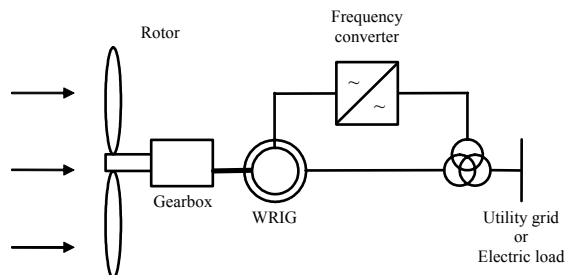 Frequency
converter
Rotor
~
~
Gearbox
WRIG
Utility grid
or
Electric load